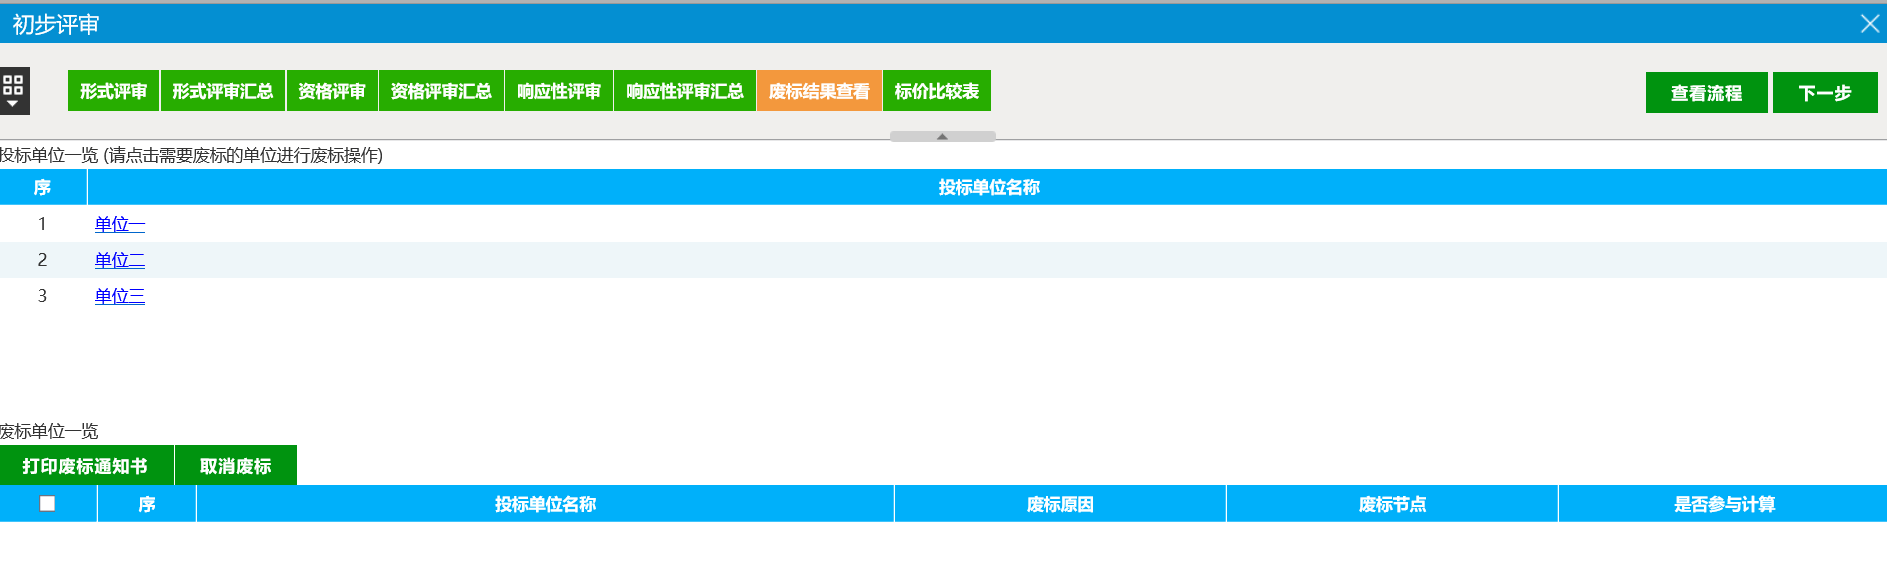 初步评审
形式评审 形式评审汇总 资格评审 资格评审汇总 响应性评审 响应性评审汇总 废标结果查看 标价比较表 查看流程 下一步
投标单位一览 (请点击需要废标的单位进行废标操作)
序 投标单位名称
1 单位一
2 单位二
3 单位三
废标单位一览
打印废标通知书 取消废标
序 投标单位名称 废标原因 废标节点 是否参与计算